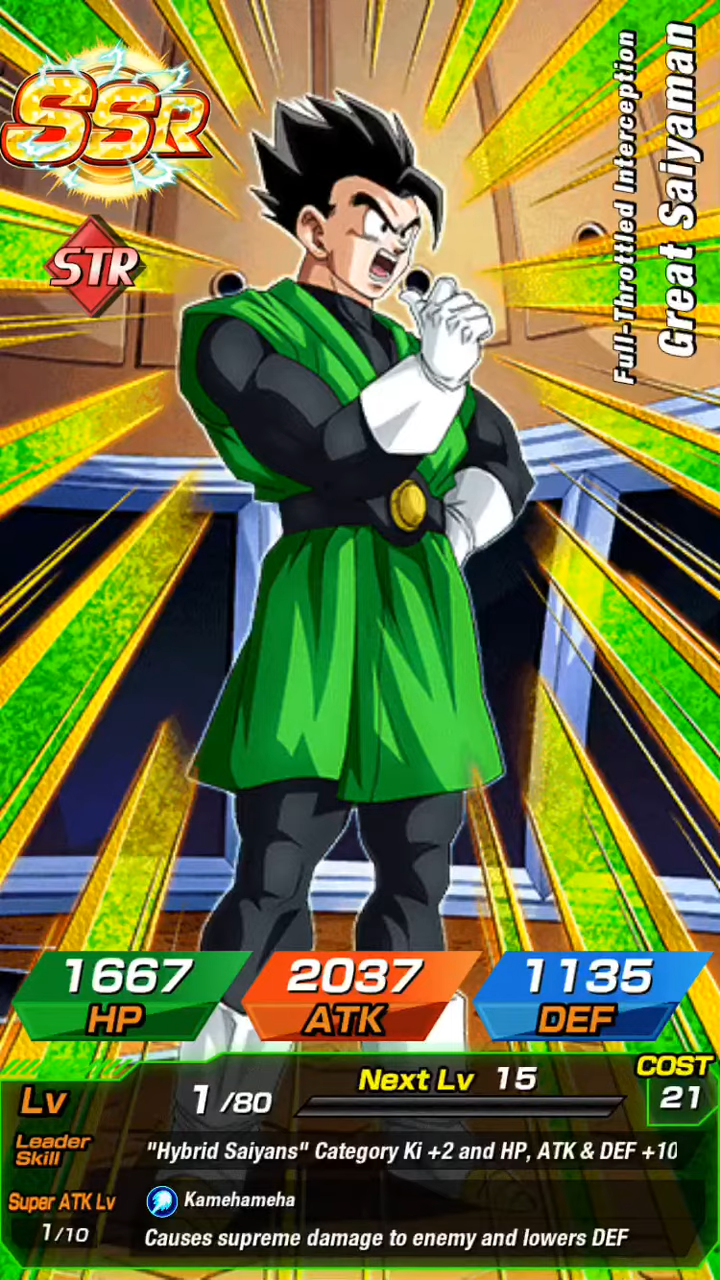 SSR
STR
Full-Throttled Interception
Great Saiyaman
1667 2037 1135
HP ATK DEF
COST
21
Lv 1/80 Next Lv 15
Leader Skill
"Hybrid Saiyans" Category Ki +2 and HP, ATK & DEF +10
Super ATK Lv
1/10
Kamehameha
Causes supreme damage to enemy and lowers DEF